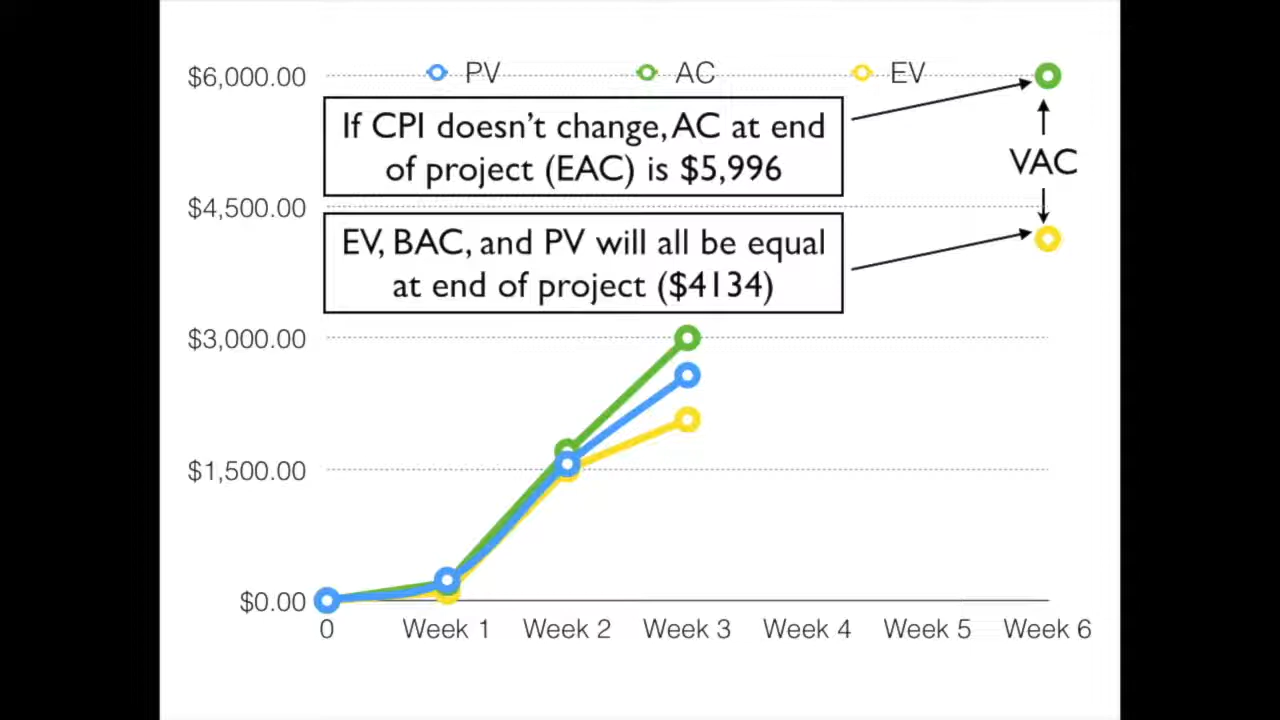 PV AC EV
$6,000.00
If CPI doesn't change, AC at end
of project (EAC) is $5,996
VAC
$4,500.00
EV, BAC, and PV will all be equal
at end of project ($4134)
$3,000.00
$1,500.00
$0.00
0 Week 1 Week 2 Week 3 Week 4 Week 5 Week 6